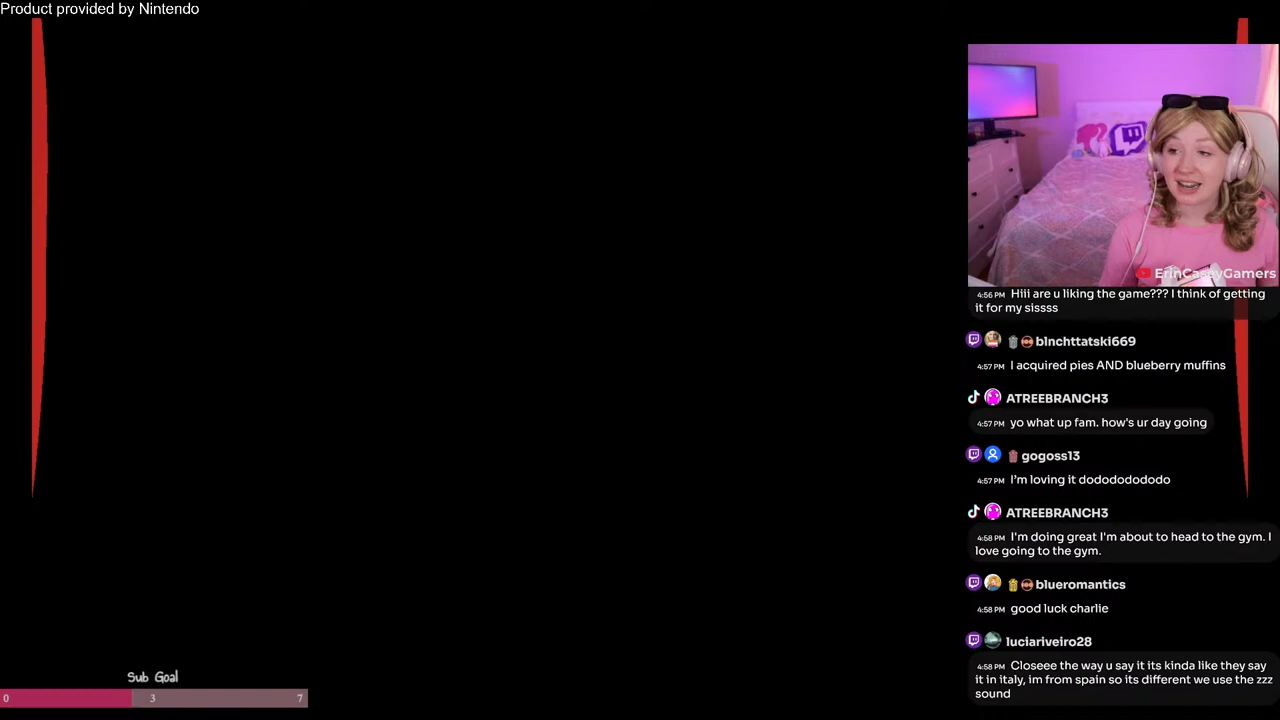 Product provided by Nintendo
ErinCaseyGamers
4:56 PM Hiii are u liking the game??? I think of getting
it for my sissss
blnchttatski669
4:57 PM I acquired pies AND blueberry muffins
ATREEBRANCH3
4:57 PM yo what up fam. how's ur day going
gogoss13
4:57 PM I'm loving it dododododododo
ATREEBRANCH3
4:58 PM I'm doing great I'm about to head to the gym. I
love going to the gym.
blueromantics
4:58 PM good luck charlie
luciariveiro28
4:58 PM Closeee the way u say it its kinda like they say
it in italy, im from spain so its different we use the zzz
sound
Sub Goal
0 3 7